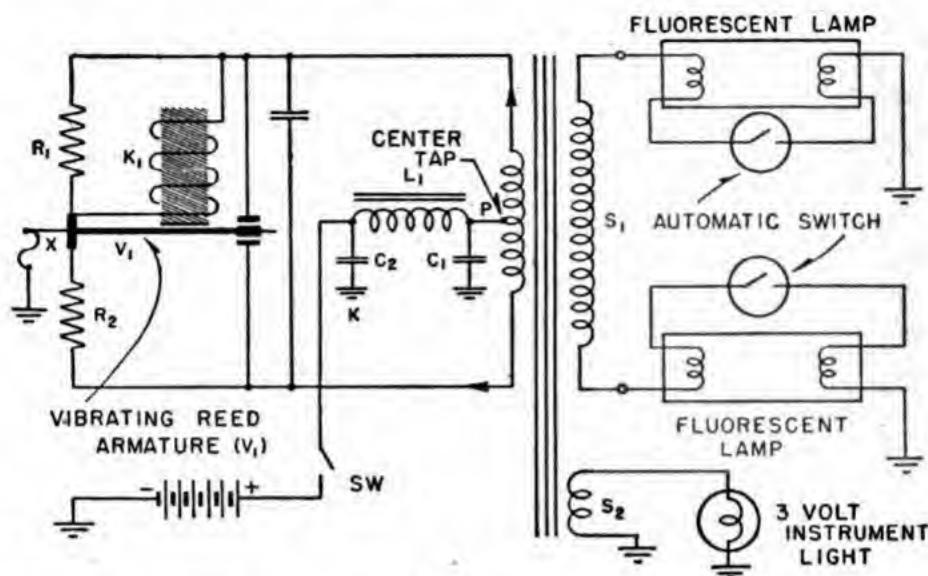 FLUORESCENT LAMP
CENTER
TAP
L1
R1
K1
P
S1
AUTOMATIC SWITCH
X
V1
C2
C1
K
R2
VIBRATING REED
ARMATURE (V1)
FLUORESCENT
LAMP
- +
SW
S2
3 VOLT
INSTRUMENT
LIGHT